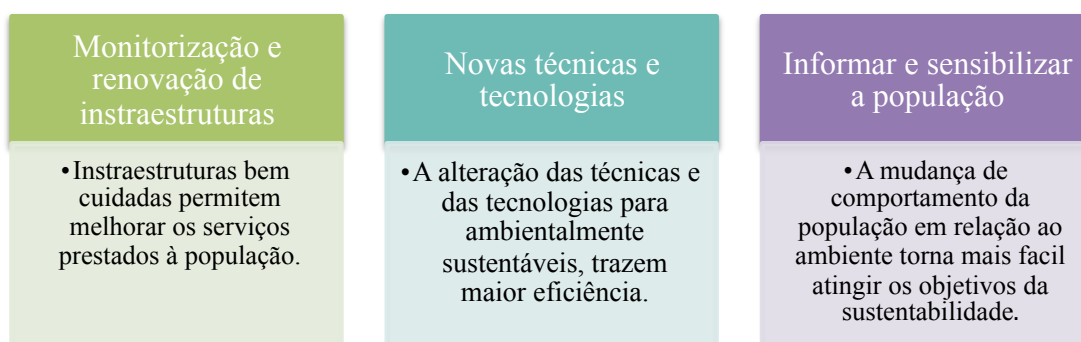 Monitorização e
renovação de
instraestruturas
•Instraestruturas bem
cuidadas permitem
melhorar os serviços
prestados à população.
Novas técnicas e
tecnologias
•A alteração das técnicas e
das tecnologias para
ambientalmente
sustentáveis, trazem
maior eficiência.
Informar e sensibilizar
a população
•A mudança de
comportamento da
população em relação ao
ambiente torna mais facil
atingir os objetivos da
sustentabilidade.